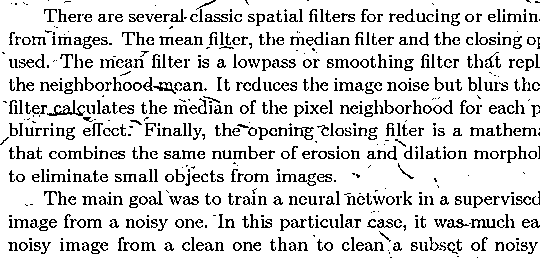 There are several classic spatial filters for reducing or elimin
from images. The mean filter, the median filter and the closing op
used. The mean filter is a lowpass or smoothing filter that repl
the neighborhood mean. It reduces the image noise but blurs the
filter calculates the median of the pixel neighborhood for each p
blurring effect. Finally, the opening closing filter is a mathema
that combines the same number of erosion and dilation morphol
to eliminate small objects from images.
The main goal was to train a neural network in a supervised
image from a noisy one. In this particular case, it was much ea
noisy image from a clean one than to clean a subset of noisy